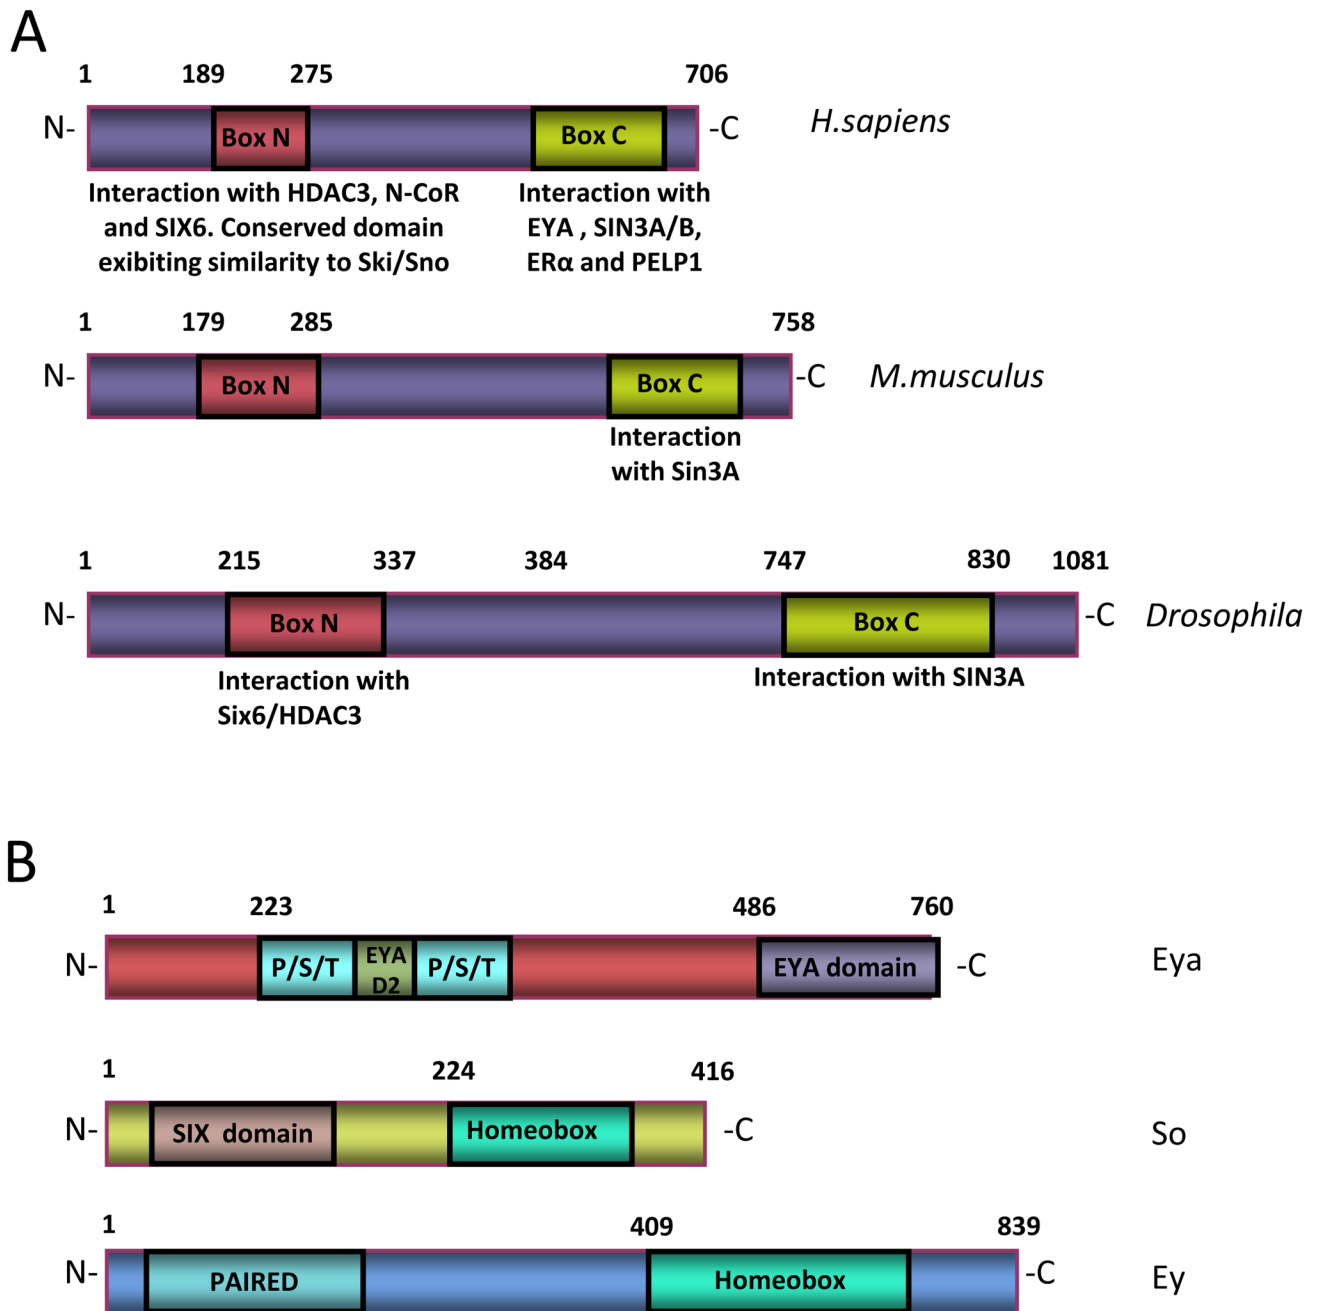 A
1 189 275 706
N- Box N Box C -C H.sapiens
Interaction with HDAC3, N-CoR
and SIX6. Conserved domain
exibiting similarity to Ski/Sno
Interaction with
EYA , SIN3A/B,
ERα and PELP1
1 179 285 758
N- Box N Box C -C M.musculus
Interaction
with Sin3A
1 215 337 384 747 830 1081
N- Box N Box C -C Drosophila
Interaction with
Six6/HDAC3
Interaction with SIN3A
B
1 223 486 760
N- P/S/T EYA D2 P/S/T EYA domain -C Eya
1 224 416
N- SIX domain Homeobox -C So
1 409 839
N- PAIRED Homeobox -C Ey